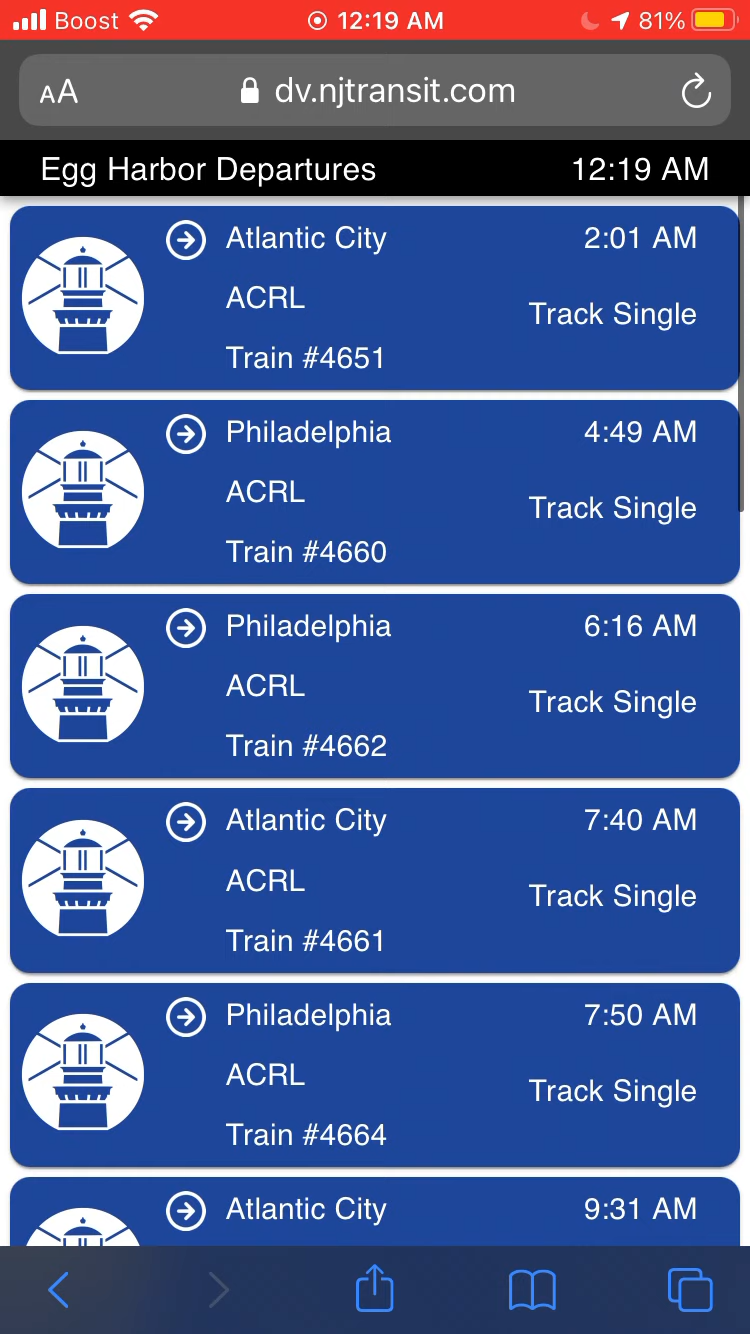 Boost 12:19 AM 81%
AA dv.njtransit.com
Egg Harbor Departures 12:19 AM
Atlantic City 2:01 AM
ACRL
Track Single
Train #4651
Philadelphia 4:49 AM
ACRL
Track Single
Train #4660
Philadelphia 6:16 AM
ACRL
Track Single
Train #4662
Atlantic City 7:40 AM
ACRL
Track Single
Train #4661
Philadelphia 7:50 AM
ACRL
Track Single
Train #4664
Atlantic City 9:31 AM